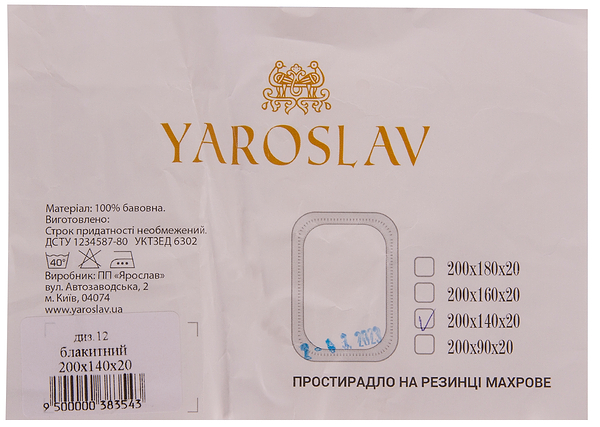 YAROSLAV
Матеріал: 100% бавовна.
Виготовлено:
Строк придатності необмежений.
ДСТУ 1234587-80 УКТЗЕД 6302
40°
Виробник: ПП «Ярослав»
вул. Автозаводська, 2
м. Київ, 04074
www.yaroslav.ua
диз.12
блакитний
200x140x20
9 500000 383543
200x180x20
200x160x20
200x140x20
200x90x20
ПРОСТИРАДЛО НА РЕЗИНЦІ МАХРОВЕ